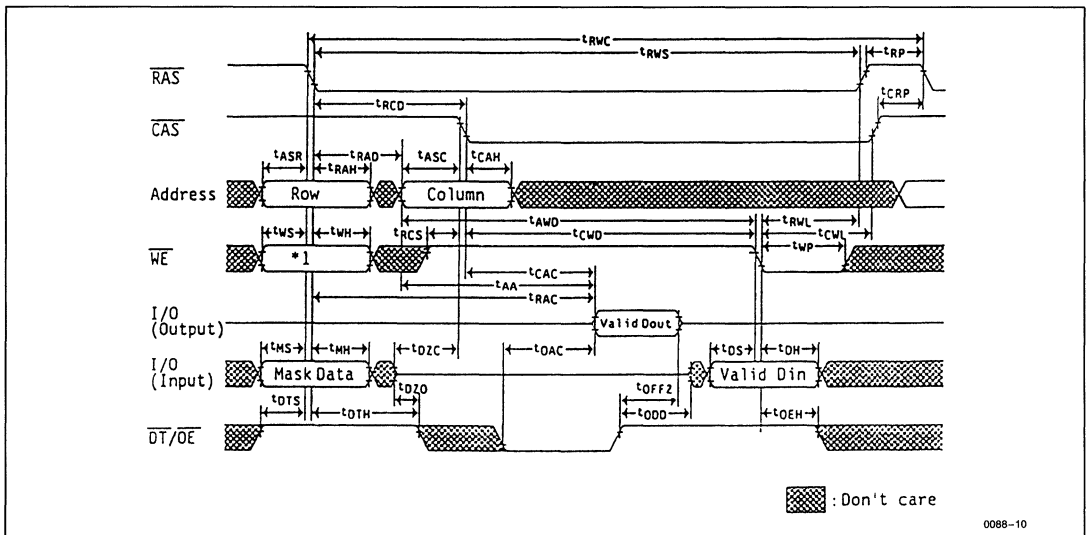 tRWC
tRWS
tRP
RAS
tRCD
tCRP
CAS
tASR
tRAD
tASC
tCAH
tRAH
Address
Row
Column
tAWD
tRWL
tWS
tWH
tRCS
tCWD
tCWL
WE
*1
tWP
tCAC
tAA
tRAC
I/O
(Output)
Valid Dout
tMS
tMH
tDZC
tOAC
tDS
tDH
I/O
(Input)
Mask Data
Valid Din
tDZO
tOFF2
tDTS
tDTH
tODD
tOEH
DT/OE
:Don't care
0088-10